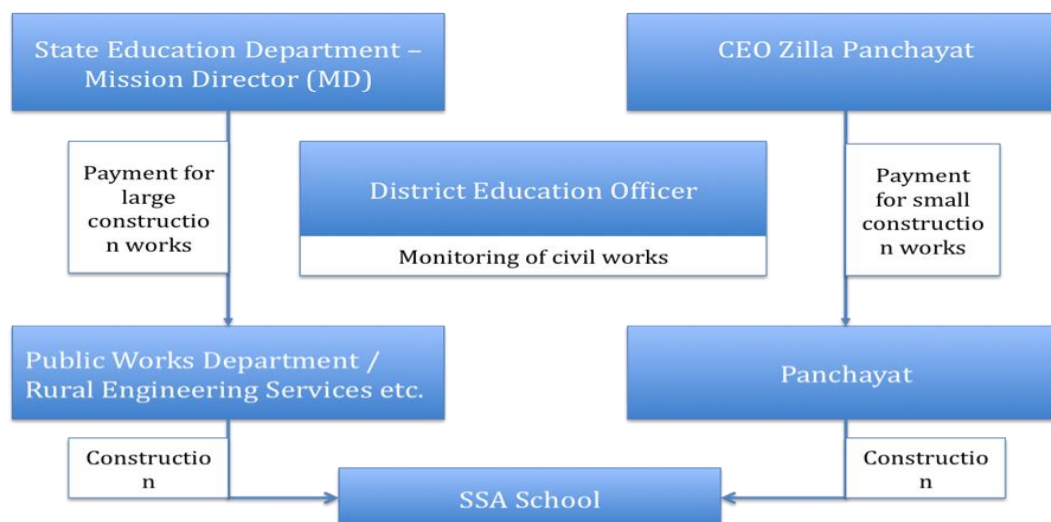 State Education Department –
Mission Director (MD)
CEO Zilla Panchayat
Payment for
large
constructio
n works
District Education Officer
Monitoring of civil works
Payment
for small
constructio
n works
Public Works Department /
Rural Engineering Services etc.
Panchayat
Constructio
n
SSA School
Constructio
n